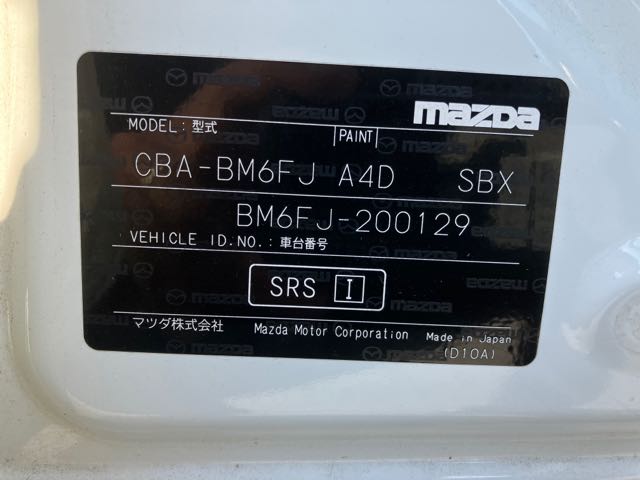 mazda
MODEL: 型式 PAINT
CBA-BM6FJ A4D SBX
BM6FJ-200129
VEHICLE ID.NO.: 車台番号
SRS I
マツダ株式会社 Mazda Motor Corporation Made in Japan
(D10A)